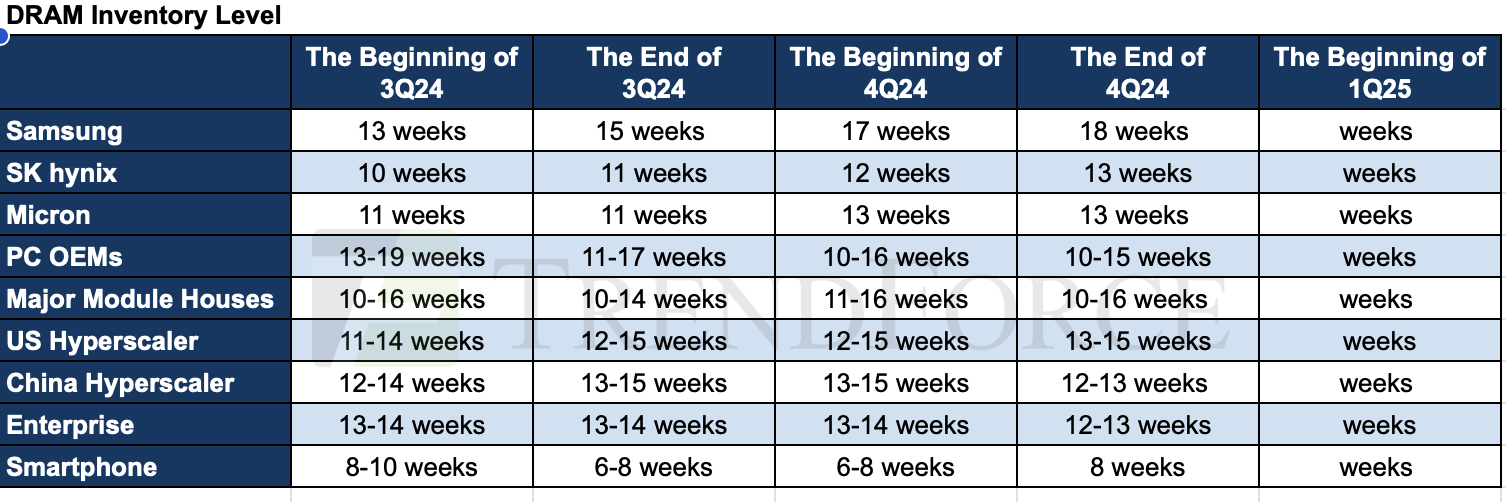 DRAM Inventory Level
The Beginning of 3Q24 The End of 3Q24 The Beginning of 4Q24 The End of 4Q24 The Beginning of 1Q25
Samsung 13 weeks 15 weeks 17 weeks 18 weeks weeks
SK hynix 10 weeks 11 weeks 12 weeks 13 weeks weeks
Micron 11 weeks 11 weeks 13 weeks 13 weeks weeks
PC OEMs 13-19 weeks 11-17 weeks 10-16 weeks 10-15 weeks weeks
Major Module Houses 10-16 weeks 10-14 weeks 11-16 weeks 10-16 weeks weeks
US Hyperscaler 11-14 weeks 12-15 weeks 12-15 weeks 13-15 weeks weeks
China Hyperscaler 12-14 weeks 13-15 weeks 13-15 weeks 12-13 weeks weeks
Enterprise 13-14 weeks 13-14 weeks 13-14 weeks 12-13 weeks weeks
Smartphone 8-10 weeks 6-8 weeks 6-8 weeks 8 weeks weeks
TRENDFORCE